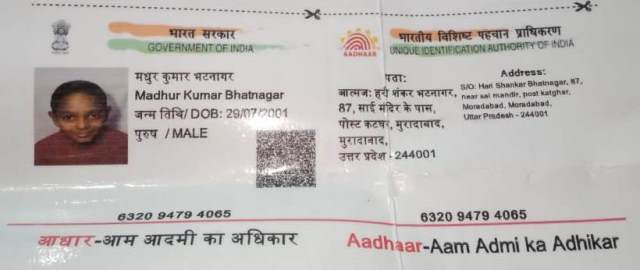 भारत सरकार
GOVERNMENT OF INDIA
मधुर कुमार भटनागर
Madhur Kumar Bhatnagar
जन्म तिथि/ DOB: 29/07/2001
पुरुष /MALE
6320 9479 4065
आधार-आम आदमी का अधिकार
भारतीय विशिष्ट पहचान प्राधिकरण
AADHAAR
UNIQUE IDENTIFICATION AUTHORITY OF INDIA
पता:
आत्मज: हरी शंकर भटनागर,
87, साई मंदिर के पास,
पोस्ट कटघर, मुरादाबाद,
मुरादाबाद,
उत्तर प्रदेश - 244001
Address:
S/O: Hari Shankar Bhatnagar, 87,
near sai mandir, post katghar,
Moradabad, Moradabad,
Uttar Pradesh - 244001
6320 9479 4065
Aadhaar-Aam Admi ka Adhikar